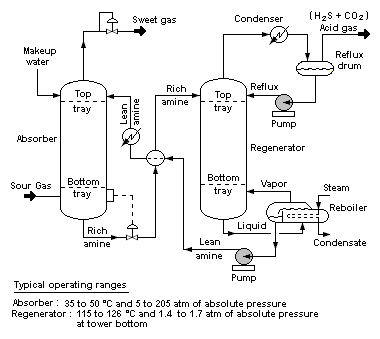 Sweet gas
Condenser
(H2S + CO2)
Acid gas
Makeup
water
Reflux
drum
Rich
amine
Lean
amine
Reflux
Top
tray
Top
tray
Pump
Absorber
Regenerator
Bottom
tray
Bottom
tray
Sour Gas
Vapor
Steam
Reboiler
Rich
amine
Liquid
Lean
amine
Condensate
Pump
Typical operating ranges
Absorber : 35 to 50 °C and 5 to 205 atm of absolute pressure
Regenerator : 115 to 126 °C and 1.4 to 1.7 atm of absolute pressure
at tower bottom